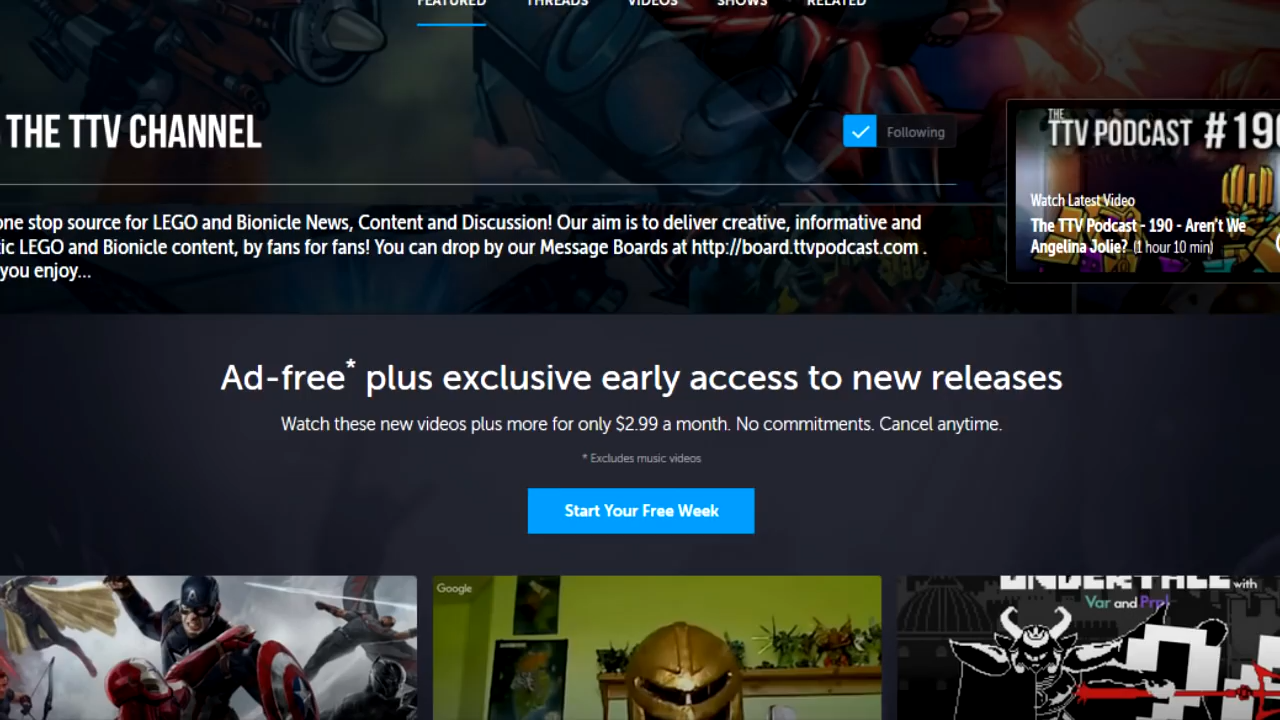 FEATURED THREADS VIDEOS SHOWS RELATED
THE TTV CHANNEL
Following
THE
TTV PODCAST #190
Watch Latest Video
The TTV Podcast - 190 - Aren't We
Angelina Jolie? (1 hour 10 min)
one stop source for LEGO and Bionicle News, Content and Discussion! Our aim is to deliver creative, informative and
tic LEGO and Bionicle content, by fans for fans! You can drop by our Message Boards at http://board.ttvpodcast.com .
you enjoy...
Ad-free* plus exclusive early access to new releases
Watch these new videos plus more for only $2.99 a month. No commitments. Cancel anytime.
* Excludes music videos
Start Your Free Week
Google
UNDERTALE with
Var and Prpl